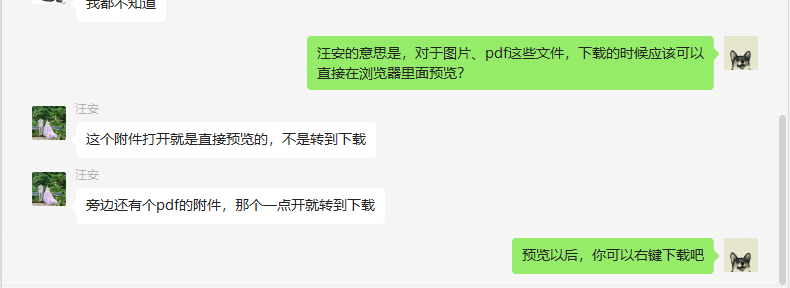 我都不知道
汪安的意思是，对于图片、pdf这些文件，下载的时候应该可以
直接在浏览器里面预览？
汪安
这个附件打开就是直接预览的，不是转到下载
汪安
旁边还有个pdf的附件，那个一点开就转到下载
预览以后，你可以右键下载吧